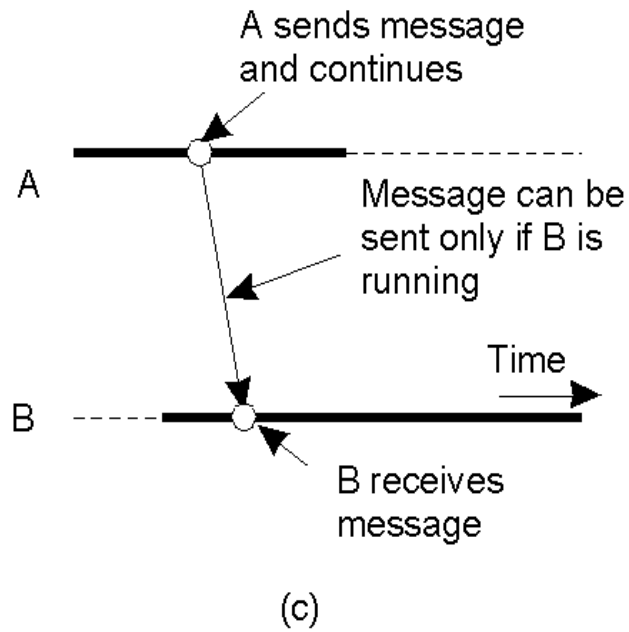 A sends message
and continues
A
Message can be
sent only if B is
running
Time
B
B receives
message
(c)